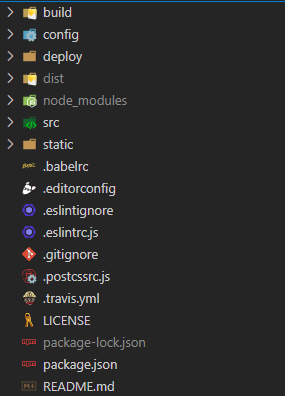 build
config
deploy
dist
node_modules
src
static
.babelrc
.editorconfig
.eslintignore
.eslintrc.js
.gitignore
.postcssrc.js
.travis.yml
LICENSE
package-lock.json
package.json
README.md